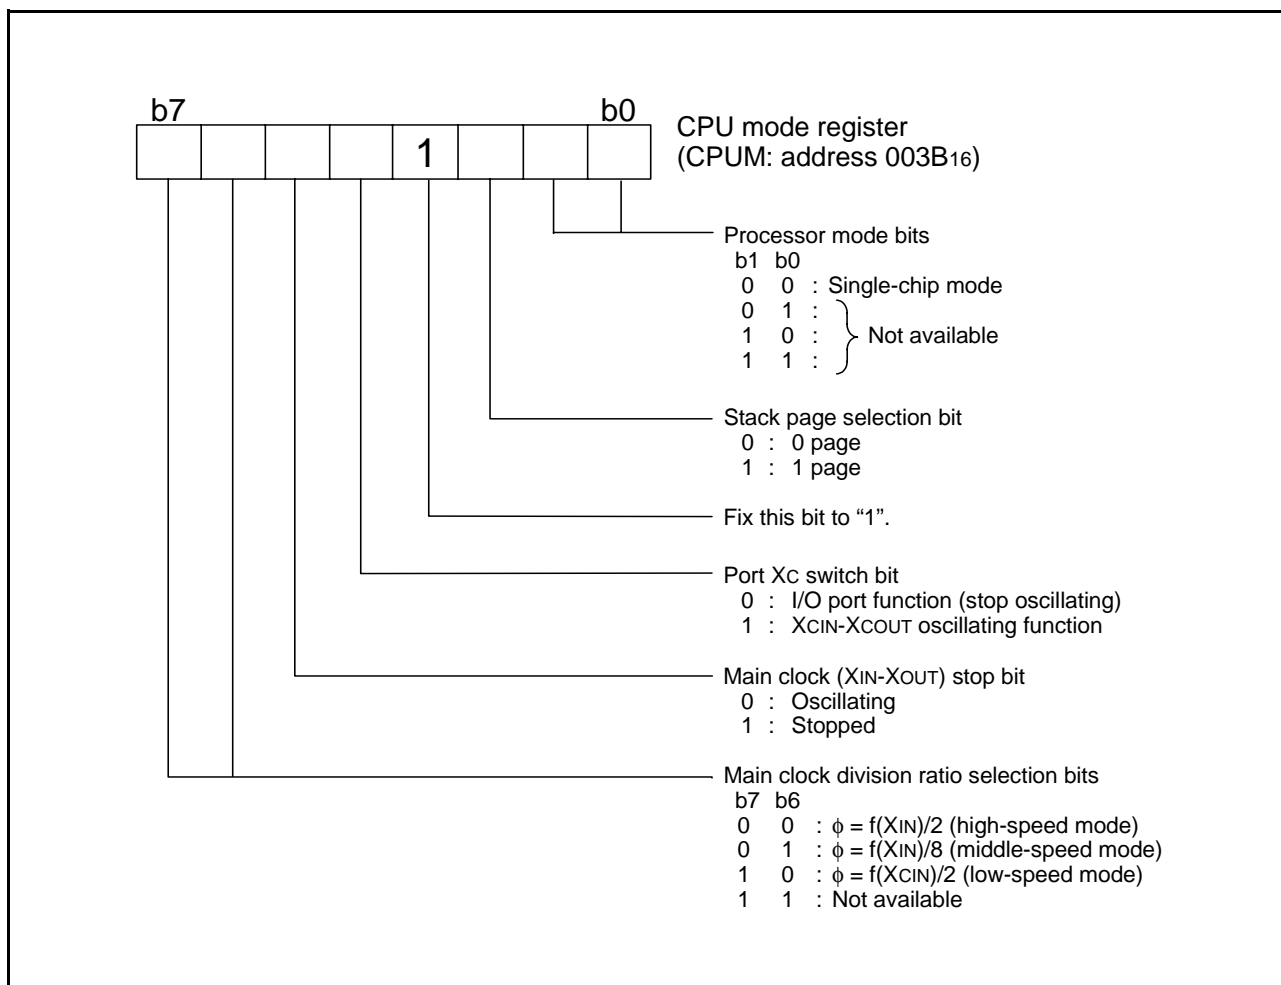 b7 b0
1
CPU mode register
(CPUM: address 003B16)
Processor mode bits
b1 b0
0 0 : Single-chip mode
0 1 :
1 0 : Not available
1 1 :
Stack page selection bit
0 : 0 page
1 : 1 page
Fix this bit to “1”.
Port XC switch bit
0 : I/O port function (stop oscillating)
1 : XCIN-XCOUT oscillating function
Main clock (XIN-XOUT) stop bit
0 : Oscillating
1 : Stopped
Main clock division ratio selection bits
b7 b6
0 0 : ϕ = f(XIN)/2 (high-speed mode)
0 1 : ϕ = f(XIN)/8 (middle-speed mode)
1 0 : ϕ = f(XCIN)/2 (low-speed mode)
1 1 : Not available